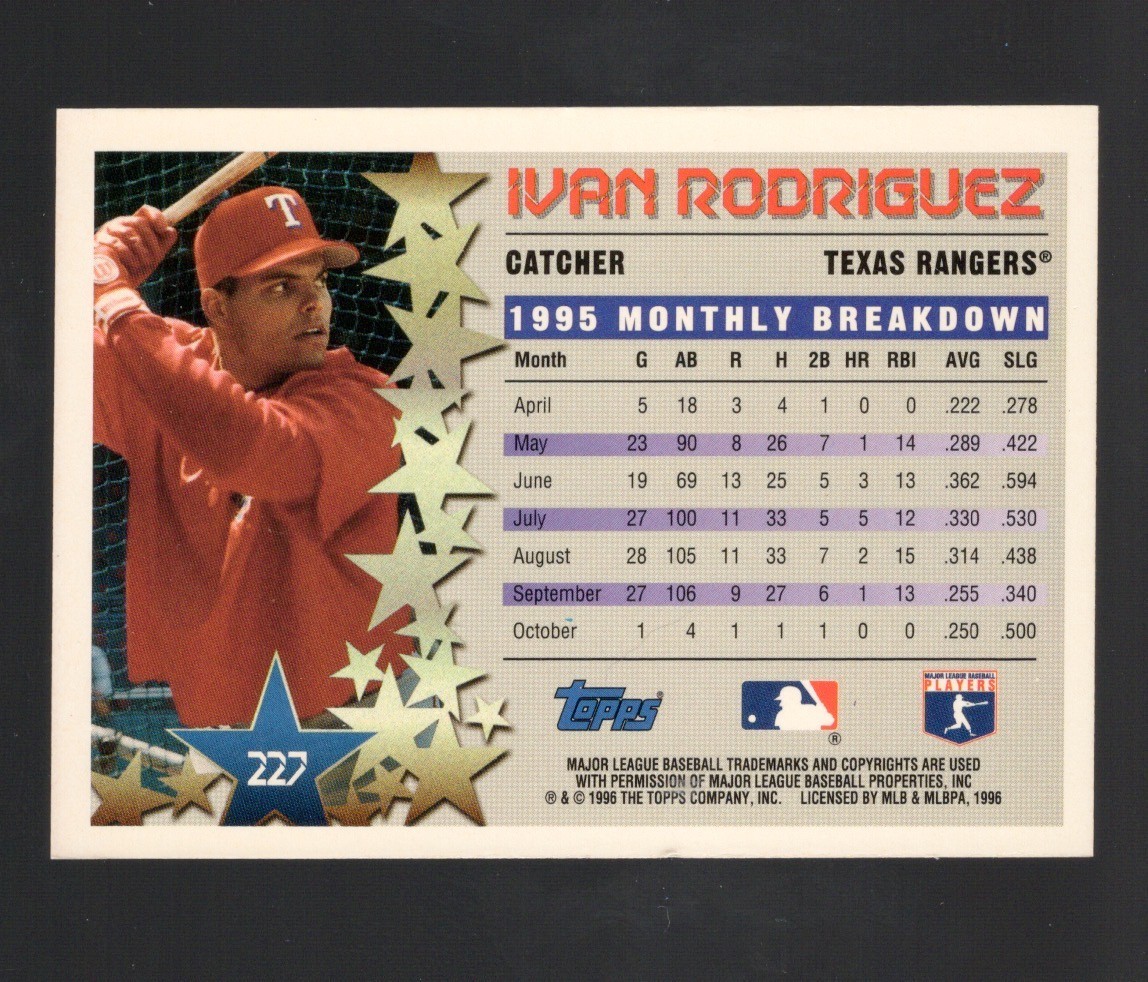 IVAN RODRIGUEZ
CATCHER TEXAS RANGERS®
1995 MONTHLY BREAKDOWN
Month G AB R H 2B HR RBI AVG SLG
April 5 18 3 4 1 0 0 .222 .278
May 23 90 8 26 7 1 14 .289 .422
June 19 69 13 25 5 3 13 .362 .594
July 27 100 11 33 5 5 12 .330 .530
August 28 105 11 33 7 2 15 .314 .438
September 27 106 9 27 6 1 13 .255 .340
October 1 4 1 1 1 0 0 .250 .500
T
227
TOPPS®
®
MAJOR LEAGUE BASEBALL
PLAYERS
MAJOR LEAGUE BASEBALL TRADEMARKS AND COPYRIGHTS ARE USED
WITH PERMISSION OF MAJOR LEAGUE BASEBALL PROPERTIES, INC
® & © 1996 THE TOPPS COMPANY, INC. LICENSED BY MLB & MLBPA, 1996